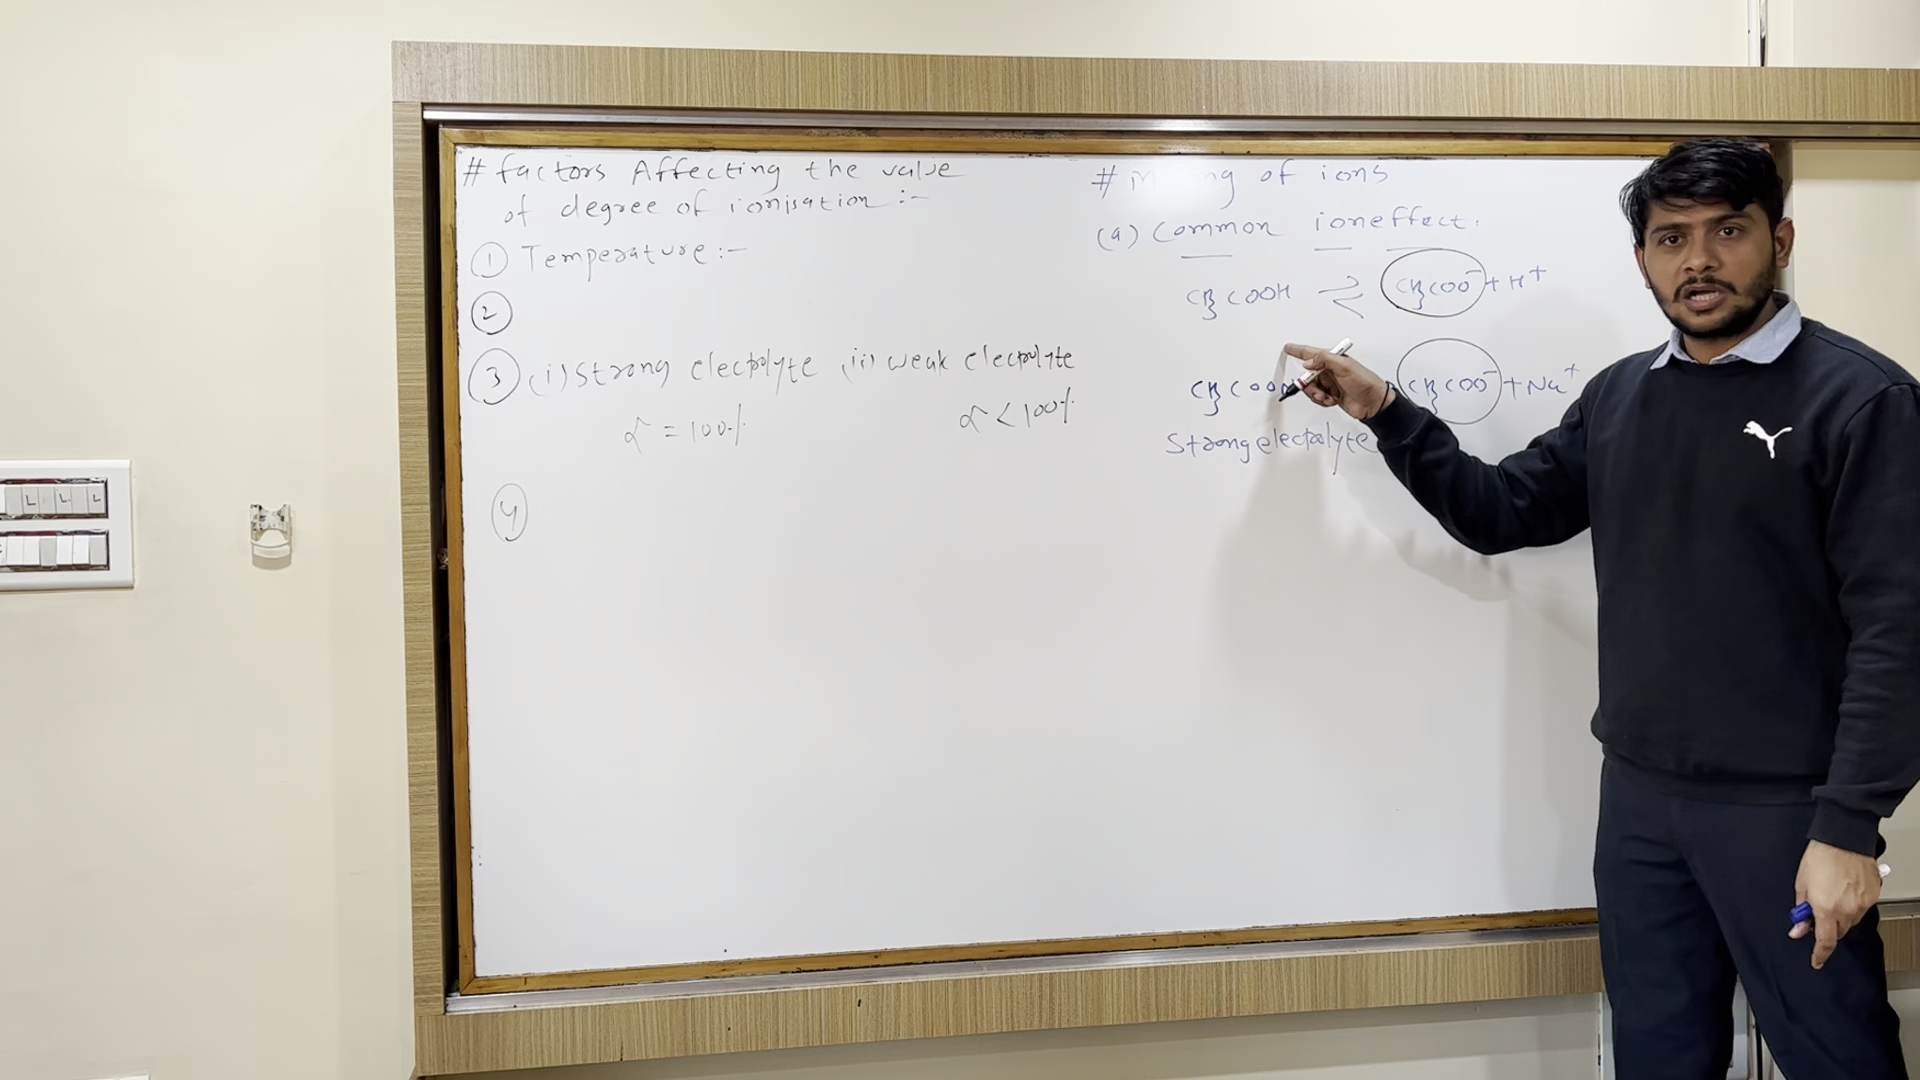 # factors Affecting the value
of degree of ionisation :-
① Temperature :-
②
③ (i) Strong electrolyte , (ii) weak electrolyte
α = 100% α < 100%
④
# of ions
(a) Common ion effect.
CH3COOH ⇌ CH3COO⁻ + H⁺
CH3COO⁻ + Na⁺
Strong electrolyte